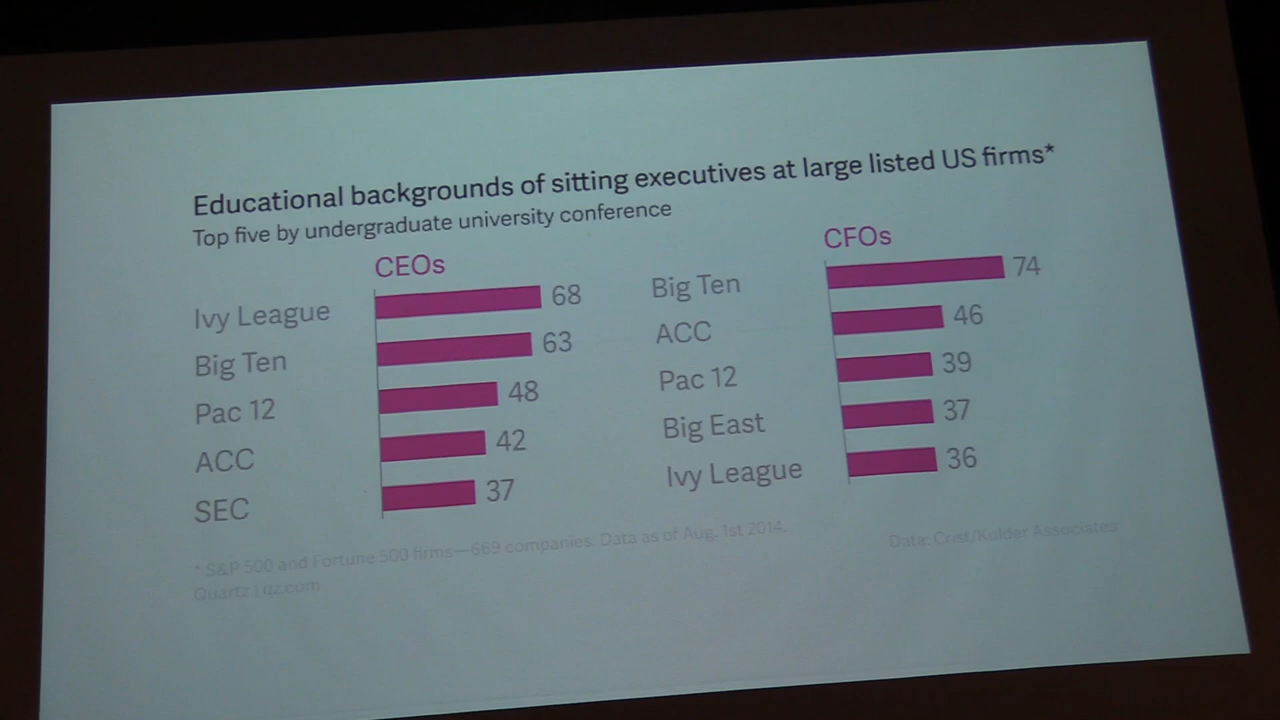 Educational backgrounds of sitting executives at large listed US firms*
Top five by undergraduate university conference
CEOs
Ivy League 68
Big Ten 63
Pac 12 48
ACC 42
SEC 37
CFOs
Big Ten 74
ACC 46
Pac 12 39
Big East 37
Ivy League 36
* S&P 500 and Fortune 500 firms—669 companies. Data as of Aug. 1st 2014.
Quartz | qz.com
Data: Crist/Kolder Associates